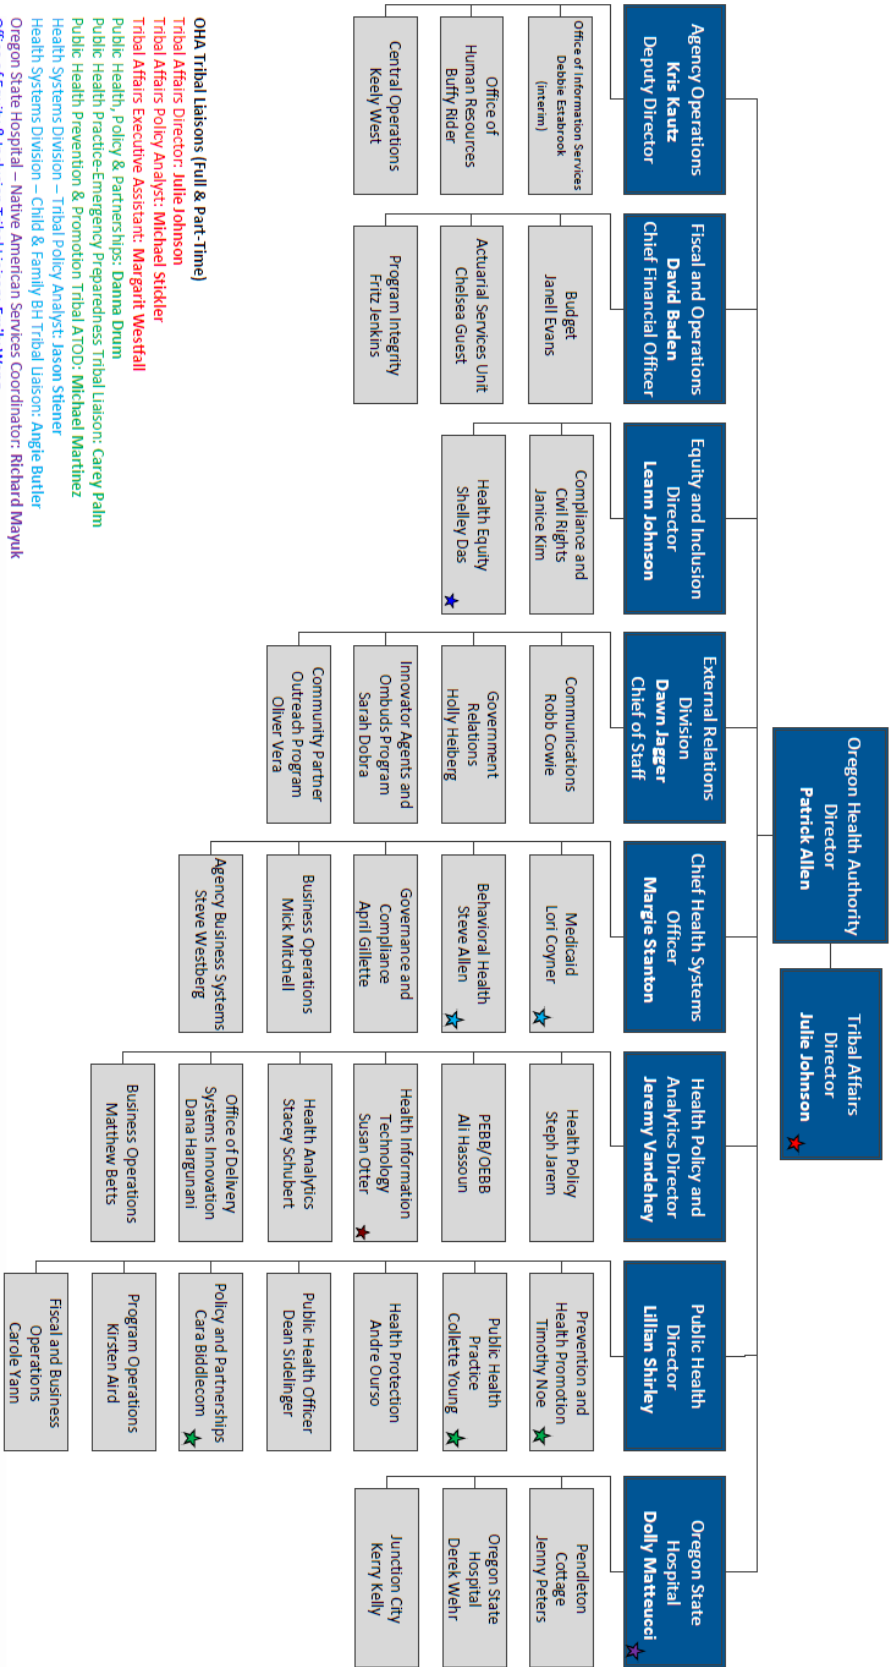 Oregon Health Authority
Director
Patrick Allen
Tribal Affairs
Director
Julie Johnson
Agency Operations
Kris Kautz
Deputy Director
Office of Information Services
Debbie Estabrook
(interim)
Office of
Human Resources
Buffy Rider
Central Operations
Keely West
Fiscal and Operations
David Baden
Chief Financial Officer
Budget
Janell Evans
Actuarial Services Unit
Chelsea Guest
Program Integrity
Fritz Jenkins
Equity and Inclusion
Director
Leann Johnson
Compliance and
Civil Rights
Janice Kim
Health Equity
Shelley Das
External Relations
Division
Dawn Jagger
Chief of Staff
Communications
Robb Cowie
Government
Relations
Holly Heiberg
Innovator Agents and
Ombuds Program
Sarah Dobra
Community Partner
Outreach Program
Oliver Vera
Chief Health Systems
Officer
Margie Stanton
Medicaid
Lori Coyner
Behavioral Health
Steve Allen
Governance and
Compliance
April Gillette
Business Operations
Mick Mitchell
Agency Business Systems
Steve Westberg
Health Policy and
Analytics Director
Jeremy Vandehey
Health Policy
Steph Jarem
PEBB/OEBB
Ali Hassoun
Health Information
Technology
Susan Otter
Health Analytics
Stacey Schubert
Office of Delivery
Systems Innovation
Dana Hargunani
Business Operations
Matthew Betts
Public Health
Director
Lillian Shirley
Prevention and
Health Promotion
Timothy Noe
Public Health
Practice
Collette Young
Health Protection
Andre Ourso
Public Health Officer
Dean Sidelinger
Policy and Partnerships
Cara Biddlecom
Program Operations
Kirsten Aird
Fiscal and Business
Operations
Carole Yann
Oregon State
Hospital
Dolly Matteucci
Pendleton
Cottage
Jenny Peters
Oregon State
Hospital
Derek Wehr
Junction City
Kerry Kelly
OHA Tribal Liaisons (Full & Part-Time)
Tribal Affairs Director: Julie Johnson
Tribal Affairs Policy Analyst: Michael Stickler
Tribal Affairs Executive Assistant: Margarit Westfall
Public Health, Policy & Partnerships: Danna Drum
Public Health Practice-Emergency Preparedness Tribal Liaison: Carey Palm
Public Health Prevention & Promotion Tribal ATOD: Michael Martinez
Health Systems Division – Tribal Policy Analyst: Jason Stiener
Health Systems Division – Child & Family BH Tribal Liaison: Angie Butler
Oregon State Hospital – Native American Services Coordinator: Richard Mayuk